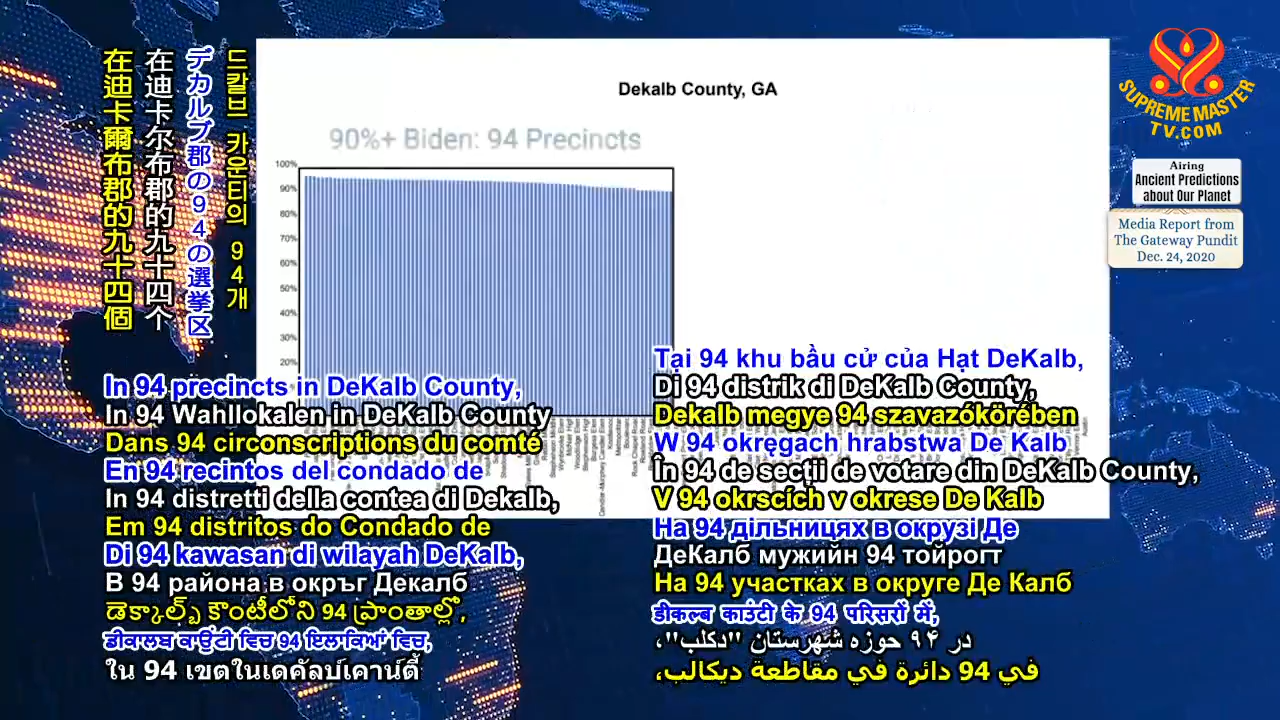 Dekalb County, GA
90%+ Biden: 94 Precincts
100%
90%
80%
70%
60%
50%
40%
30%
20%
SUPREME MASTER
TV.COM
Airing
Ancient Predictions
about Our Planet
Media Report from
The Gateway Pundit
Dec. 24, 2020
드칼브 카운티의 94개
デカルブ郡の94の選挙区
在迪卡尔布郡的九十四个
在迪卡爾布郡的九十四個
In 94 precincts in DeKalb County,
In 94 Wahllokalen in DeKalb County
Dans 94 circonscriptions du comté
En 94 recintos del condado de
In 94 distretti della contea di Dekalb,
Em 94 distritos do Condado de
Di 94 kawasan di wilayah DeKalb,
В 94 района в окръг Декалб
డెక్కాల్బ్ కౌంటీలోని 94 ప్రాంతాల్లో,
ਡੀਕਾਲਬ ਕਾਉਂਟੀ ਵਿਚ 94 ਇਲਾਕਿਆਂ ਵਿਚ,
ใน 94 เขตในเดคัลบ์เคาน์ตี้
Tại 94 khu bầu cử của Hạt DeKalb,
Di 94 distrik di DeKalb County,
Dekalb megye 94 szavazókörében
W 94 okręgach hrabstwa De Kalb
În 94 de secții de votare din DeKalb County,
V 94 okrscích v okrese De Kalb
На 94 дільницях в окрузі Де
ДеКалб мужийн 94 тойрогт
На 94 участках в округе Де Калб
डीकल्ब काउंटी के 94 परिसरों में,
در ۹۴ حوزه شهرستان "دکلب"،
في 94 دائرة في مقاطعة ديكالب،